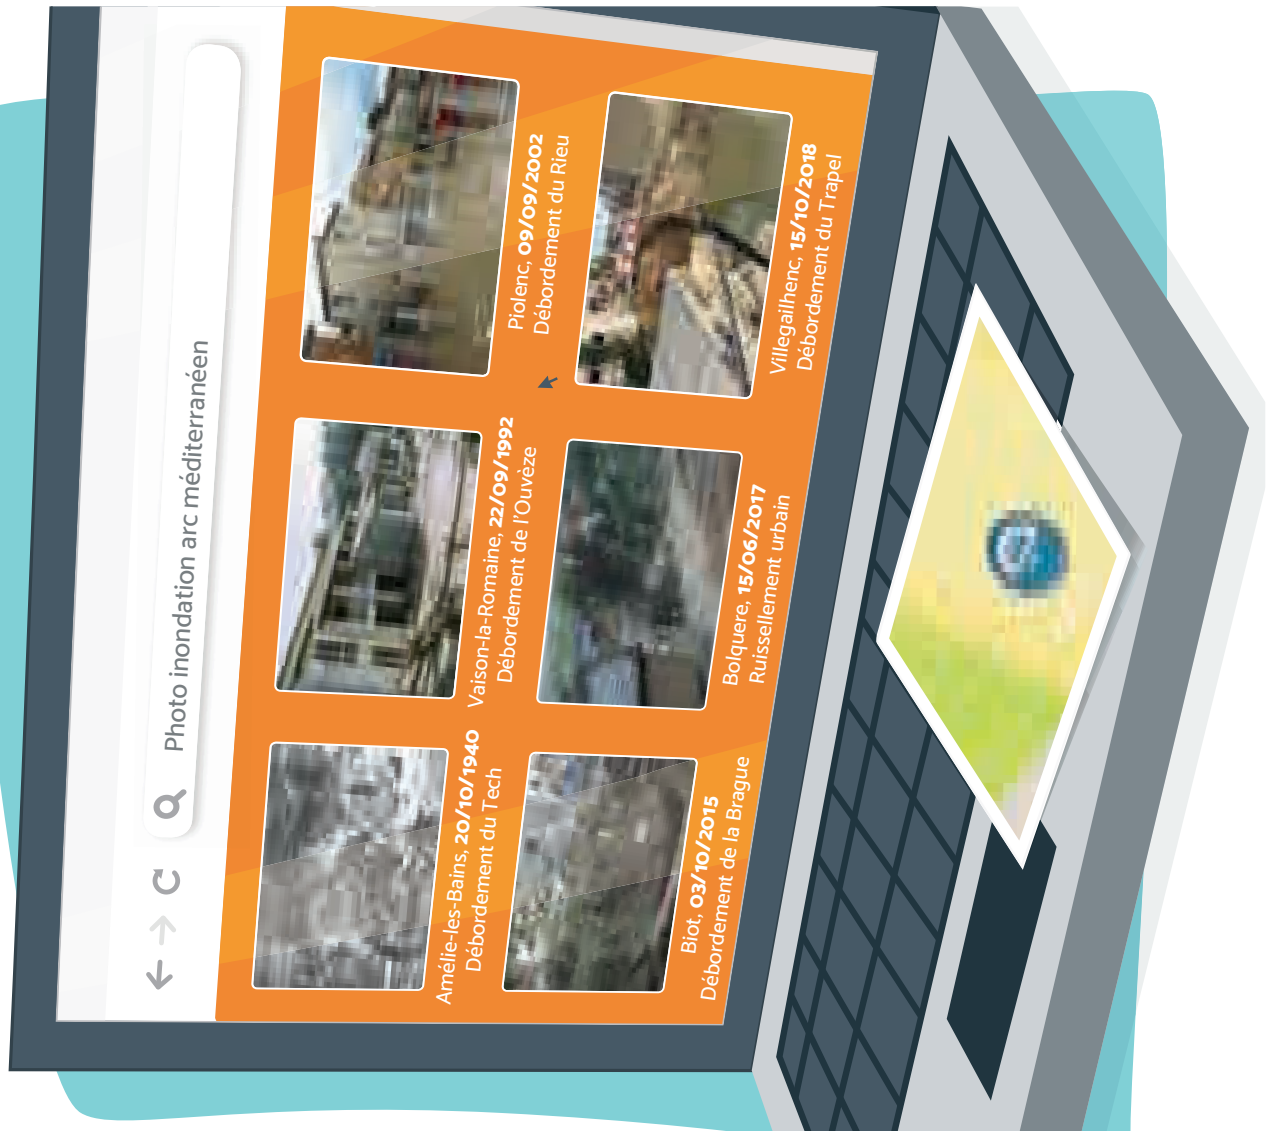 Photo inondation arc méditerranéen
Amélie-les-Bains, 20/10/1940
Débordement du Tech
Vaison-la-Romaine, 22/09/1992
Débordement de l'Ouvèze
Piolenc, 09/09/2002
Débordement du Rieu
Biot, 03/10/2015
Débordement de la Brague
Bolquere, 15/06/2017
Ruissellement urbain
Villegailhenc, 15/10/2018
Débordement du Trapel